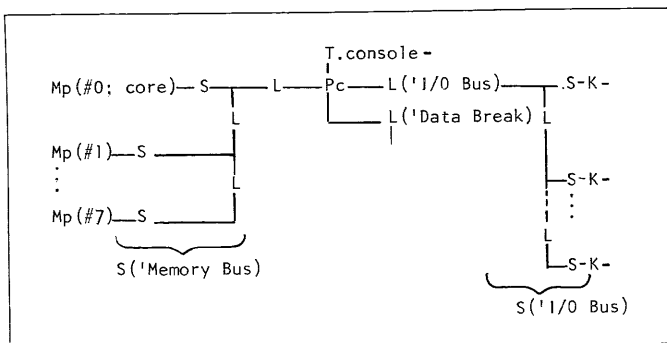 T.console-
Mp(#0; core)—S—L—Pc—L('I/O Bus)—.S-K-
L L('Data Break) L
Mp(#1)—S
L S-K-
Mp(#7)—S L
S-K-
S('Memory Bus) S('I/O Bus)